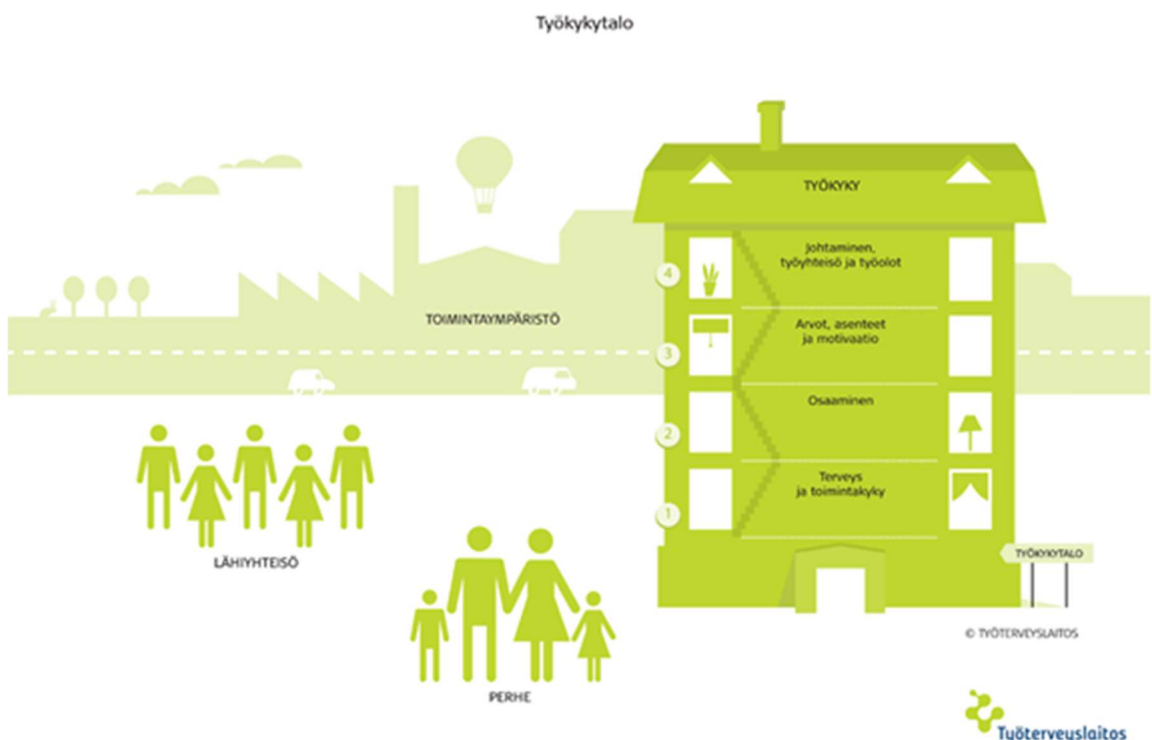 Työkykytalo
TYÖKYKY
4
Johtaminen,
työyhteisö ja työolot
3
Arvot, asenteet
ja motivaatio
2
Osaaminen
1
Terveys
ja toimintakyky
TOIMINTAYMPÄRISTÖ
LÄHIYHTEISÖ
PERHE
TYÖKYKYTALO
© TYÖTERVEYSLAITOS
Työterveyslaitos